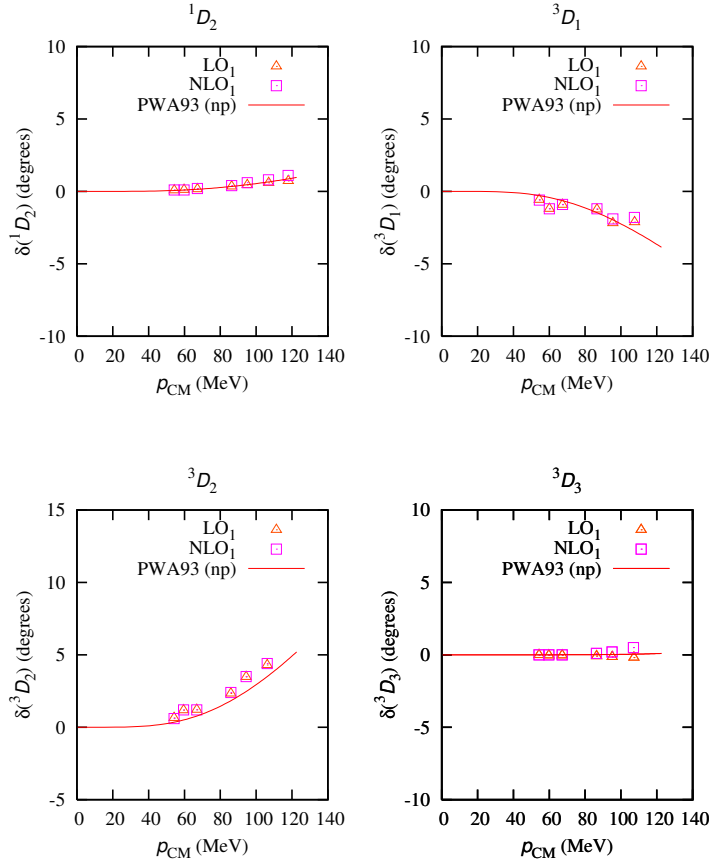 ¹D₂
10
5
0
-5
-10
0 20 40 60 80 100 120 140
δ(¹D₂) (degrees)
p_CM (MeV)
LO₁
NLO₁
PWA93 (np)
³D₁
10
5
0
-5
-10
0 20 40 60 80 100 120 140
δ(³D₁) (degrees)
p_CM (MeV)
LO₁
NLO₁
PWA93 (np)
³D₂
15
10
5
0
-5
0 20 40 60 80 100 120 140
δ(³D₂) (degrees)
p_CM (MeV)
LO₁
NLO₁
PWA93 (np)
³D₃
10
5
0
-5
-10
0 20 40 60 80 100 120 140
δ(³D₃) (degrees)
p_CM (MeV)
LO₁
NLO₁
PWA93 (np)